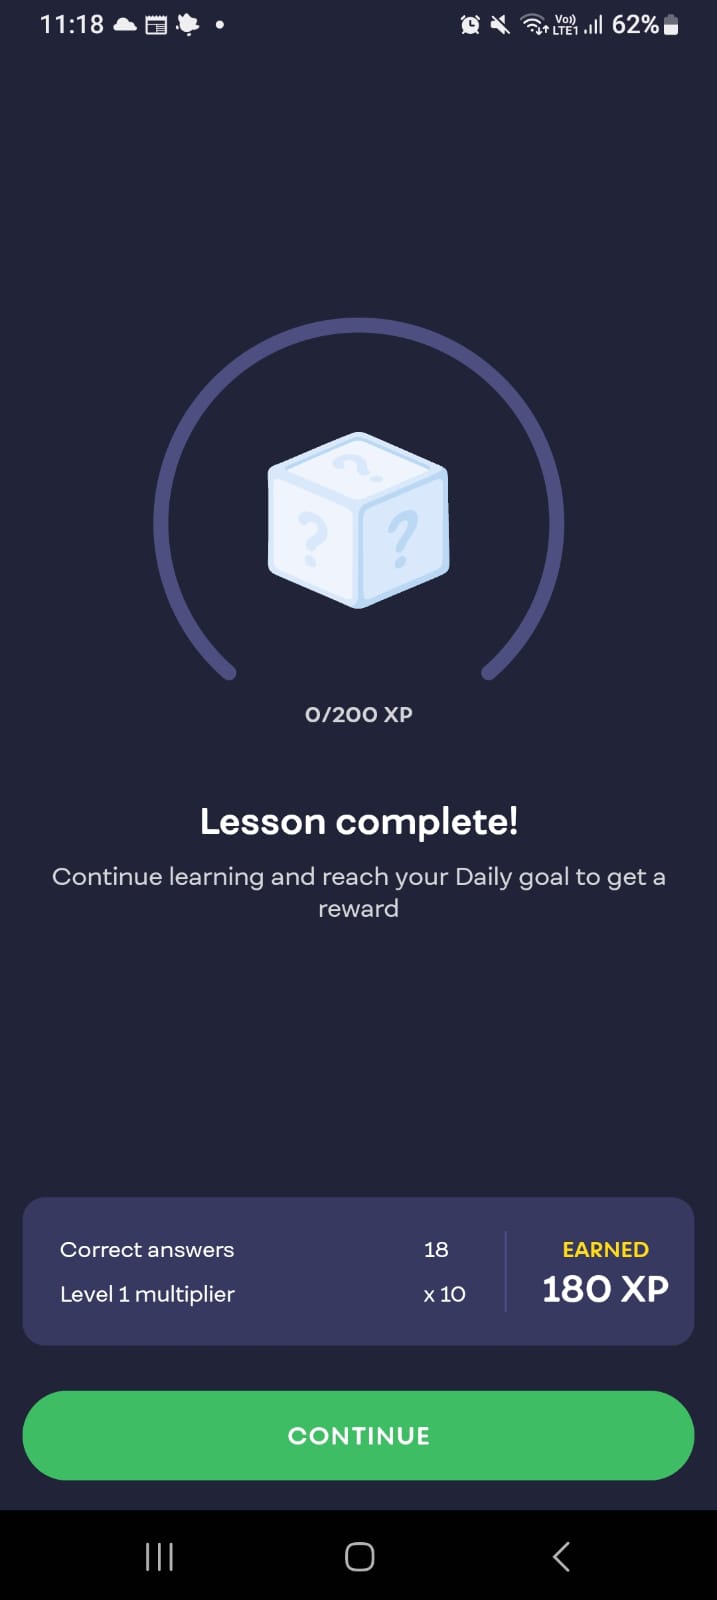 11:18
Vo)) LTE1 62%
? ? ?
0/200 XP
Lesson complete!
Continue learning and reach your Daily goal to get a
reward
Correct answers 18
Level 1 multiplier x 10
EARNED
180 XP
CONTINUE